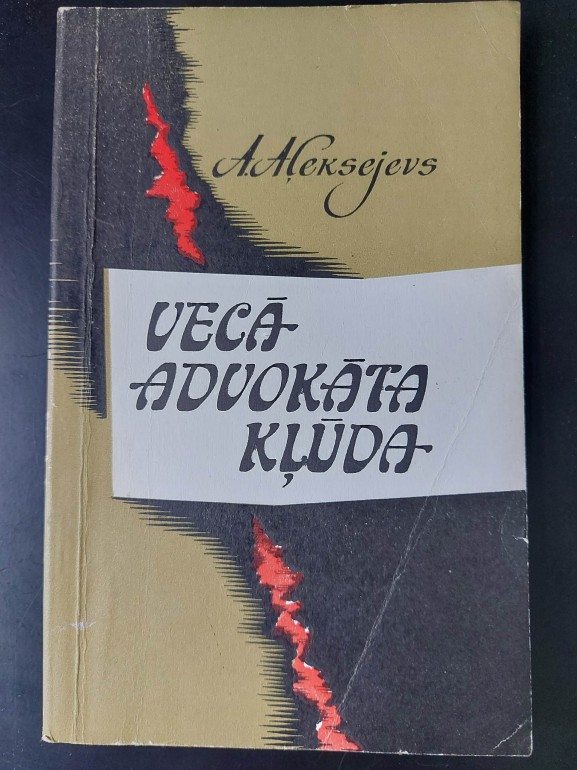 A. Aļeksejevs
VECĀ
ADVOKĀTA
KĻŪDA